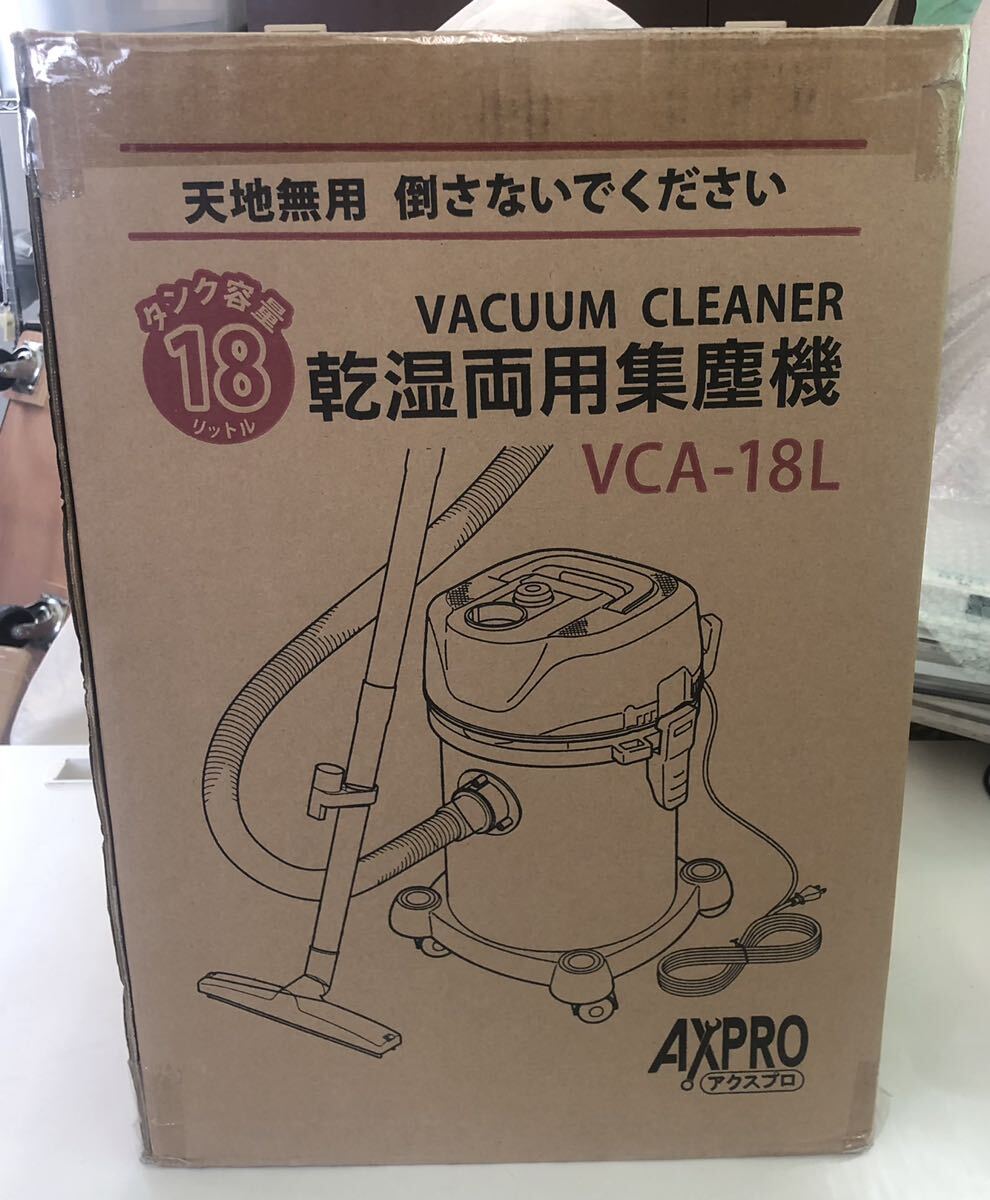 天地無用 倒さないでください
タンク容量
18
リットル
VACUUM CLEANER
乾湿両用集塵機
VCA-18L
AXPRO
アクスプロ